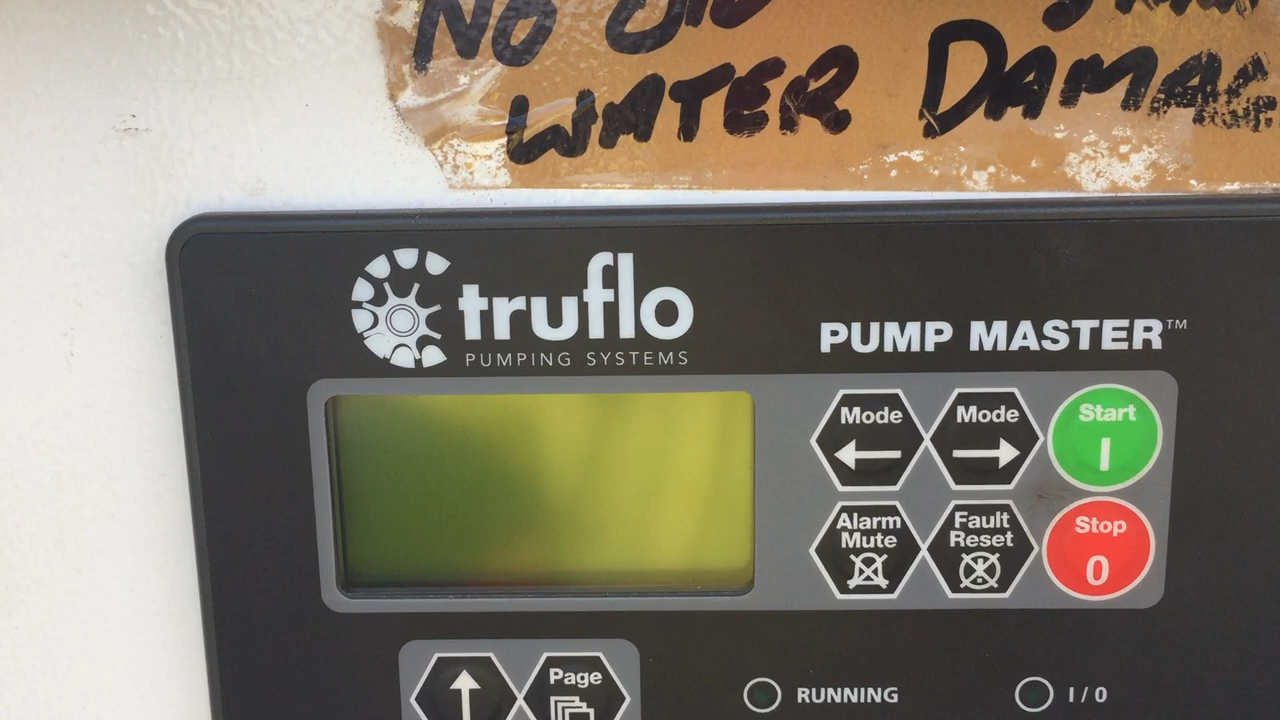 NO
WATER DAMAG
truflo
PUMPING SYSTEMS
PUMP MASTER™
Mode
Mode
Start
I
Alarm
Mute
Fault
Reset
Stop
0
Page
RUNNING
I / 0